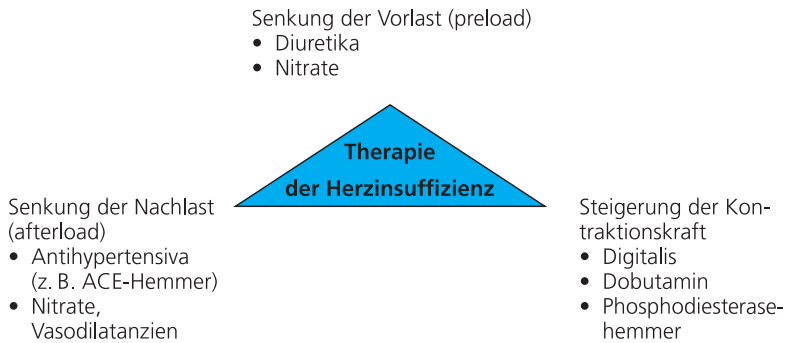 Senkung der Vorlast (preload)
• Diuretika
• Nitrate
Therapie
der Herzinsuffizienz
Senkung der Nachlast
(afterload)
• Antihypertensiva
(z. B. ACE-Hemmer)
• Nitrate,
Vasodilatanzien
Steigerung der Kon-
traktionskraft
• Digitalis
• Dobutamin
• Phosphodiesterase-
hemmer